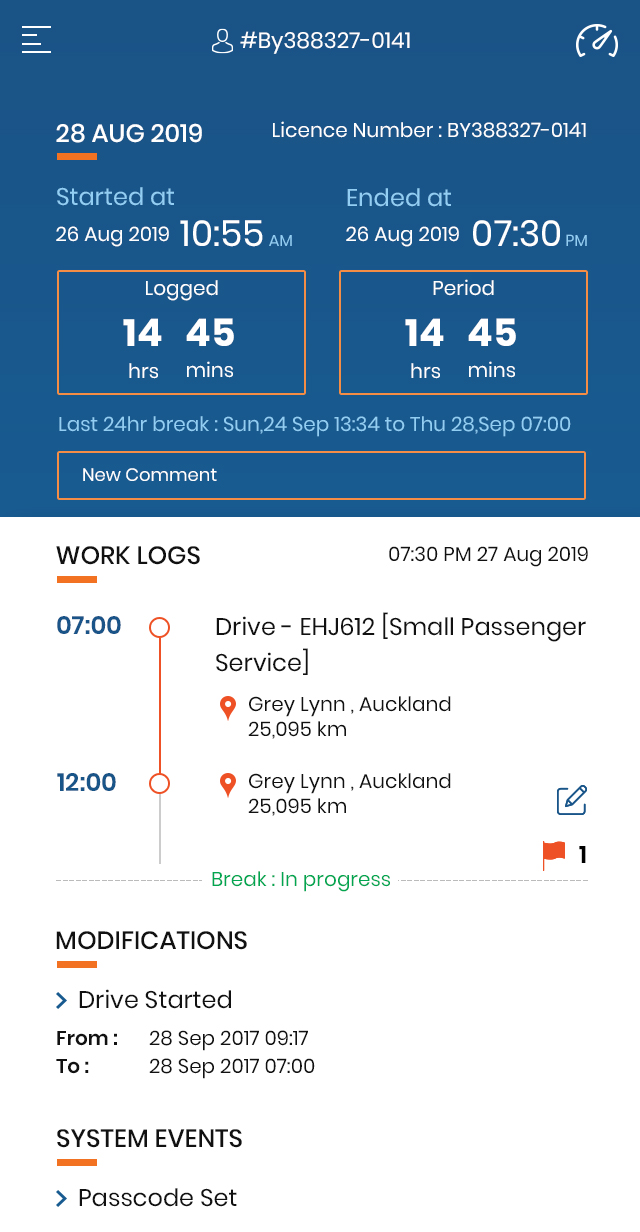 #By388327-0141
28 AUG 2019
Licence Number : BY388327-0141
Started at
26 Aug 2019 10:55 AM
Ended at
26 Aug 2019 07:30 PM
Logged
14 45
hrs mins
Period
14 45
hrs mins
Last 24hr break : Sun,24 Sep 13:34 to Thu 28,Sep 07:00
New Comment
WORK LOGS
07:30 PM 27 Aug 2019
07:00
Drive - EHJ612 [Small Passenger
Service]
Grey Lynn , Auckland
25,095 km
12:00
Grey Lynn , Auckland
25,095 km
1
Break : In progress
MODIFICATIONS
Drive Started
From : 28 Sep 2017 09:17
To : 28 Sep 2017 07:00
SYSTEM EVENTS
Passcode Set